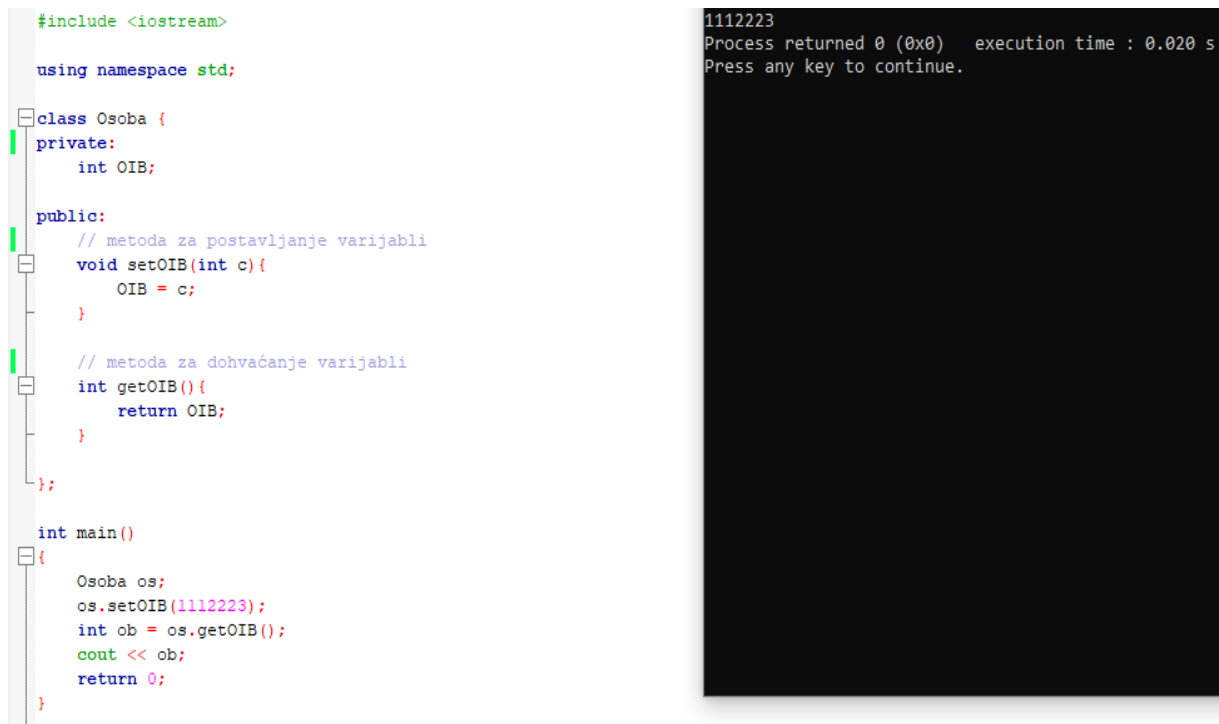 #include <iostream>
using namespace std;
class Osoba {
private:
int OIB;
public:
// metoda za postavljanje varijabli
void setOIB(int c){
OIB = c;
}
// metoda za dohvaćanje varijabli
int getOIB(){
return OIB;
}
};
int main()
{
Osoba os;
os.setOIB(1112223);
int ob = os.getOIB();
cout << ob;
return 0;
}
1112223
Process returned 0 (0x0)   execution time : 0.020 s
Press any key to continue.